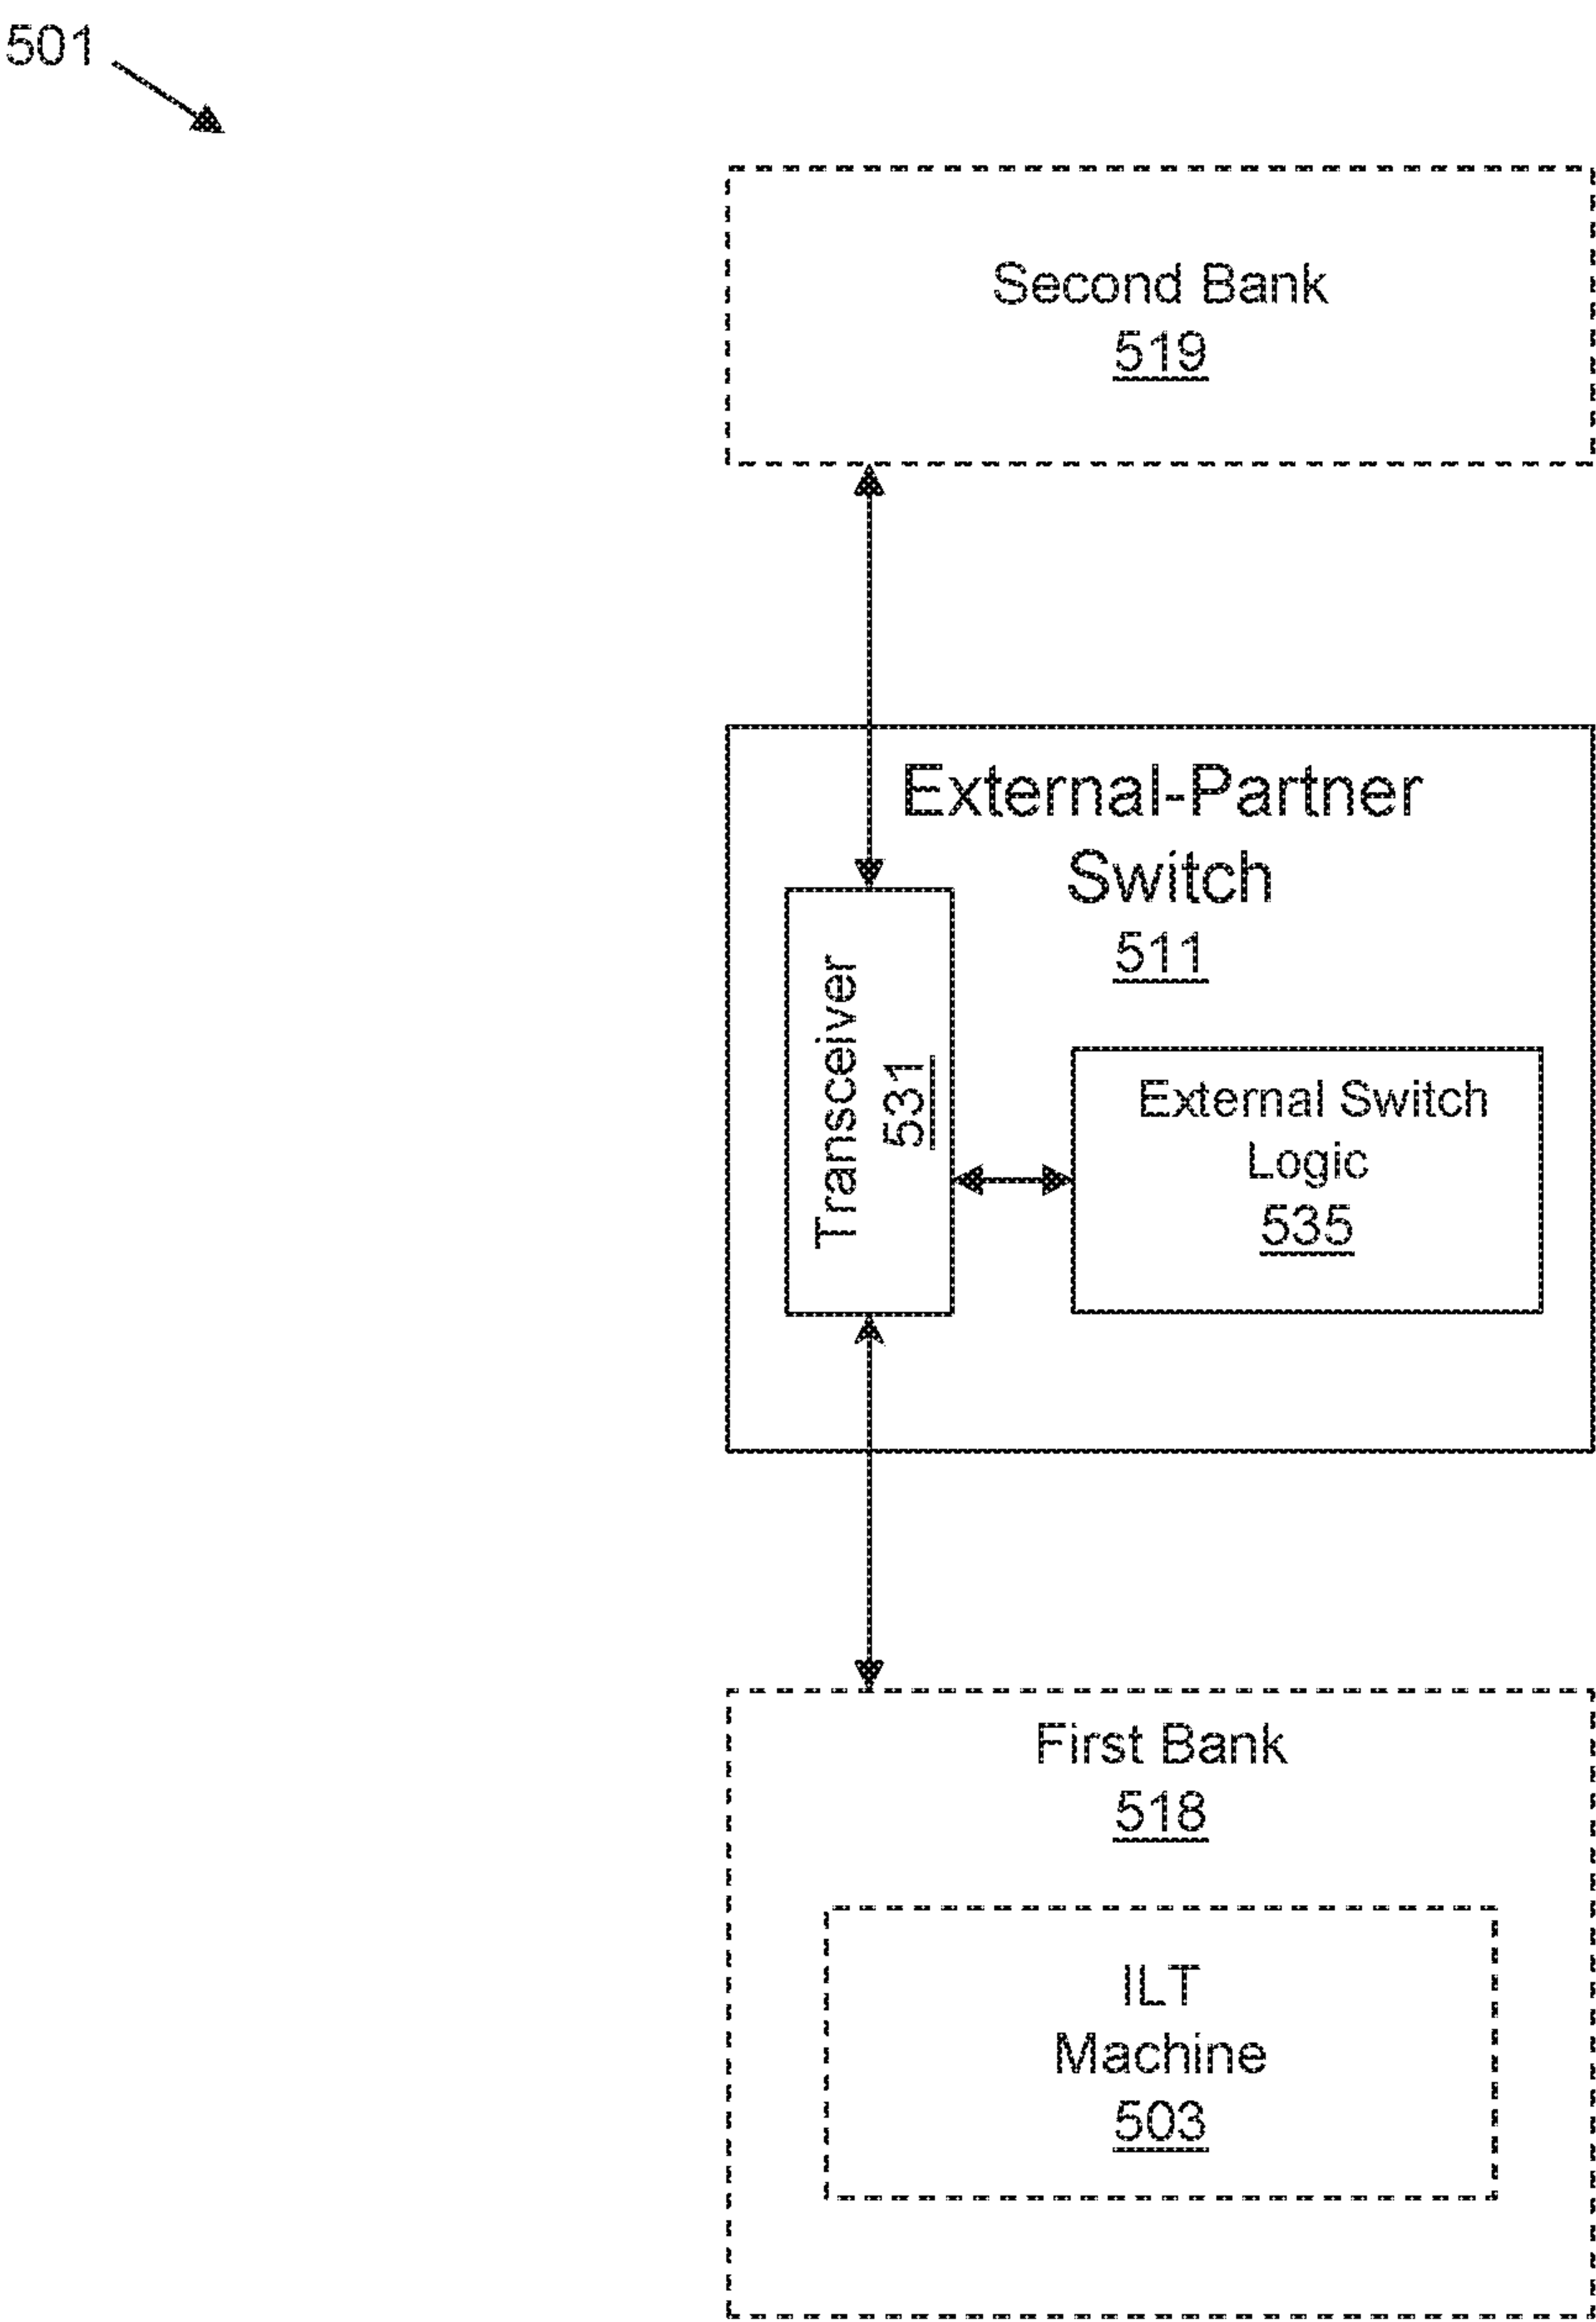 501
Second Bank
519
External-Partner
Switch
511
Transceiver
531
External Switch
Logic
535
First Bank
518
ILT
Machine
503